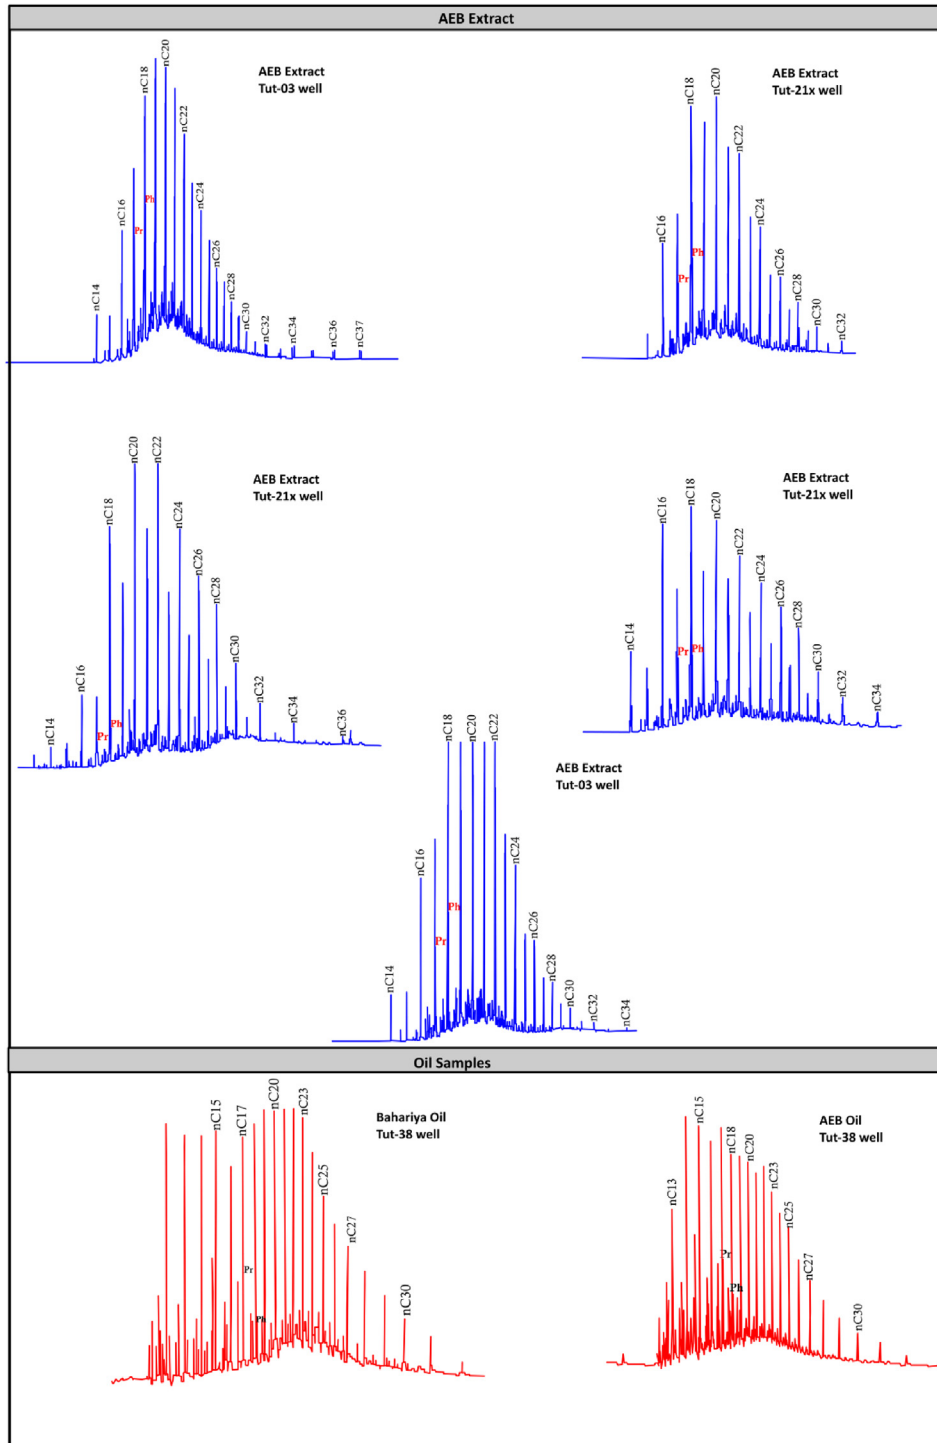 AEB Extract
AEB Extract
Tut-03 well
nC14
nC16
Pr
nC18
Ph
nC20
nC22
nC24
nC26
nC28
nC30
nC32
nC34
nC36
nC37
AEB Extract
Tut-21x well
nC16
Pr
nC18
Ph
nC20
nC22
nC24
nC26
nC28
nC30
nC32
AEB Extract
Tut-21x well
nC14
nC16
Pr
nC18
Ph
nC20
nC22
nC24
nC26
nC28
nC30
nC32
nC34
nC36
AEB Extract
Tut-21x well
nC14
nC16
Pr
nC18
Ph
nC20
nC22
nC24
nC26
nC28
nC30
nC32
nC34
AEB Extract
Tut-03 well
nC14
nC16
Pr
nC18
Ph
nC20
nC22
nC24
nC26
nC28
nC30
nC32
nC34
Oil Samples
Bahariya Oil
Tut-38 well
nC15
nC17
Pr
Ph
nC20
nC23
nC25
nC27
nC30
AEB Oil
Tut-38 well
nC13
nC15
Pr
nC18
Ph
nC20
nC23
nC25
nC27
nC30